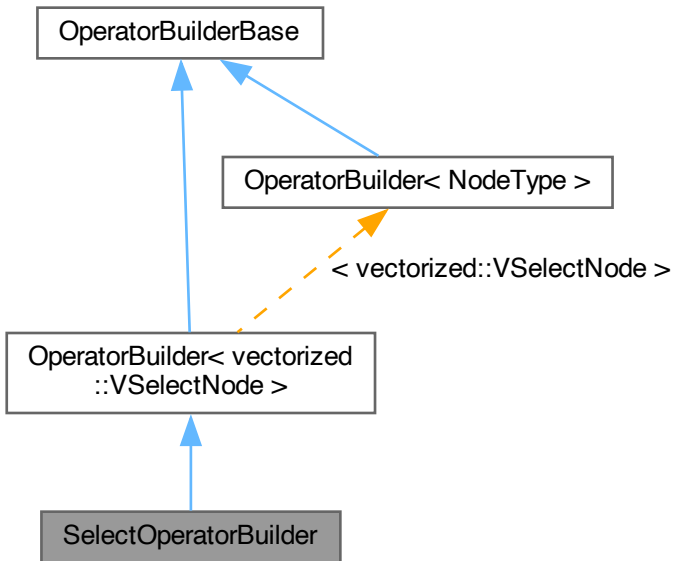 OperatorBuilderBase
OperatorBuilder< NodeType >
< vectorized::VSelectNode >
OperatorBuilder< vectorized
::VSelectNode >
SelectOperatorBuilder